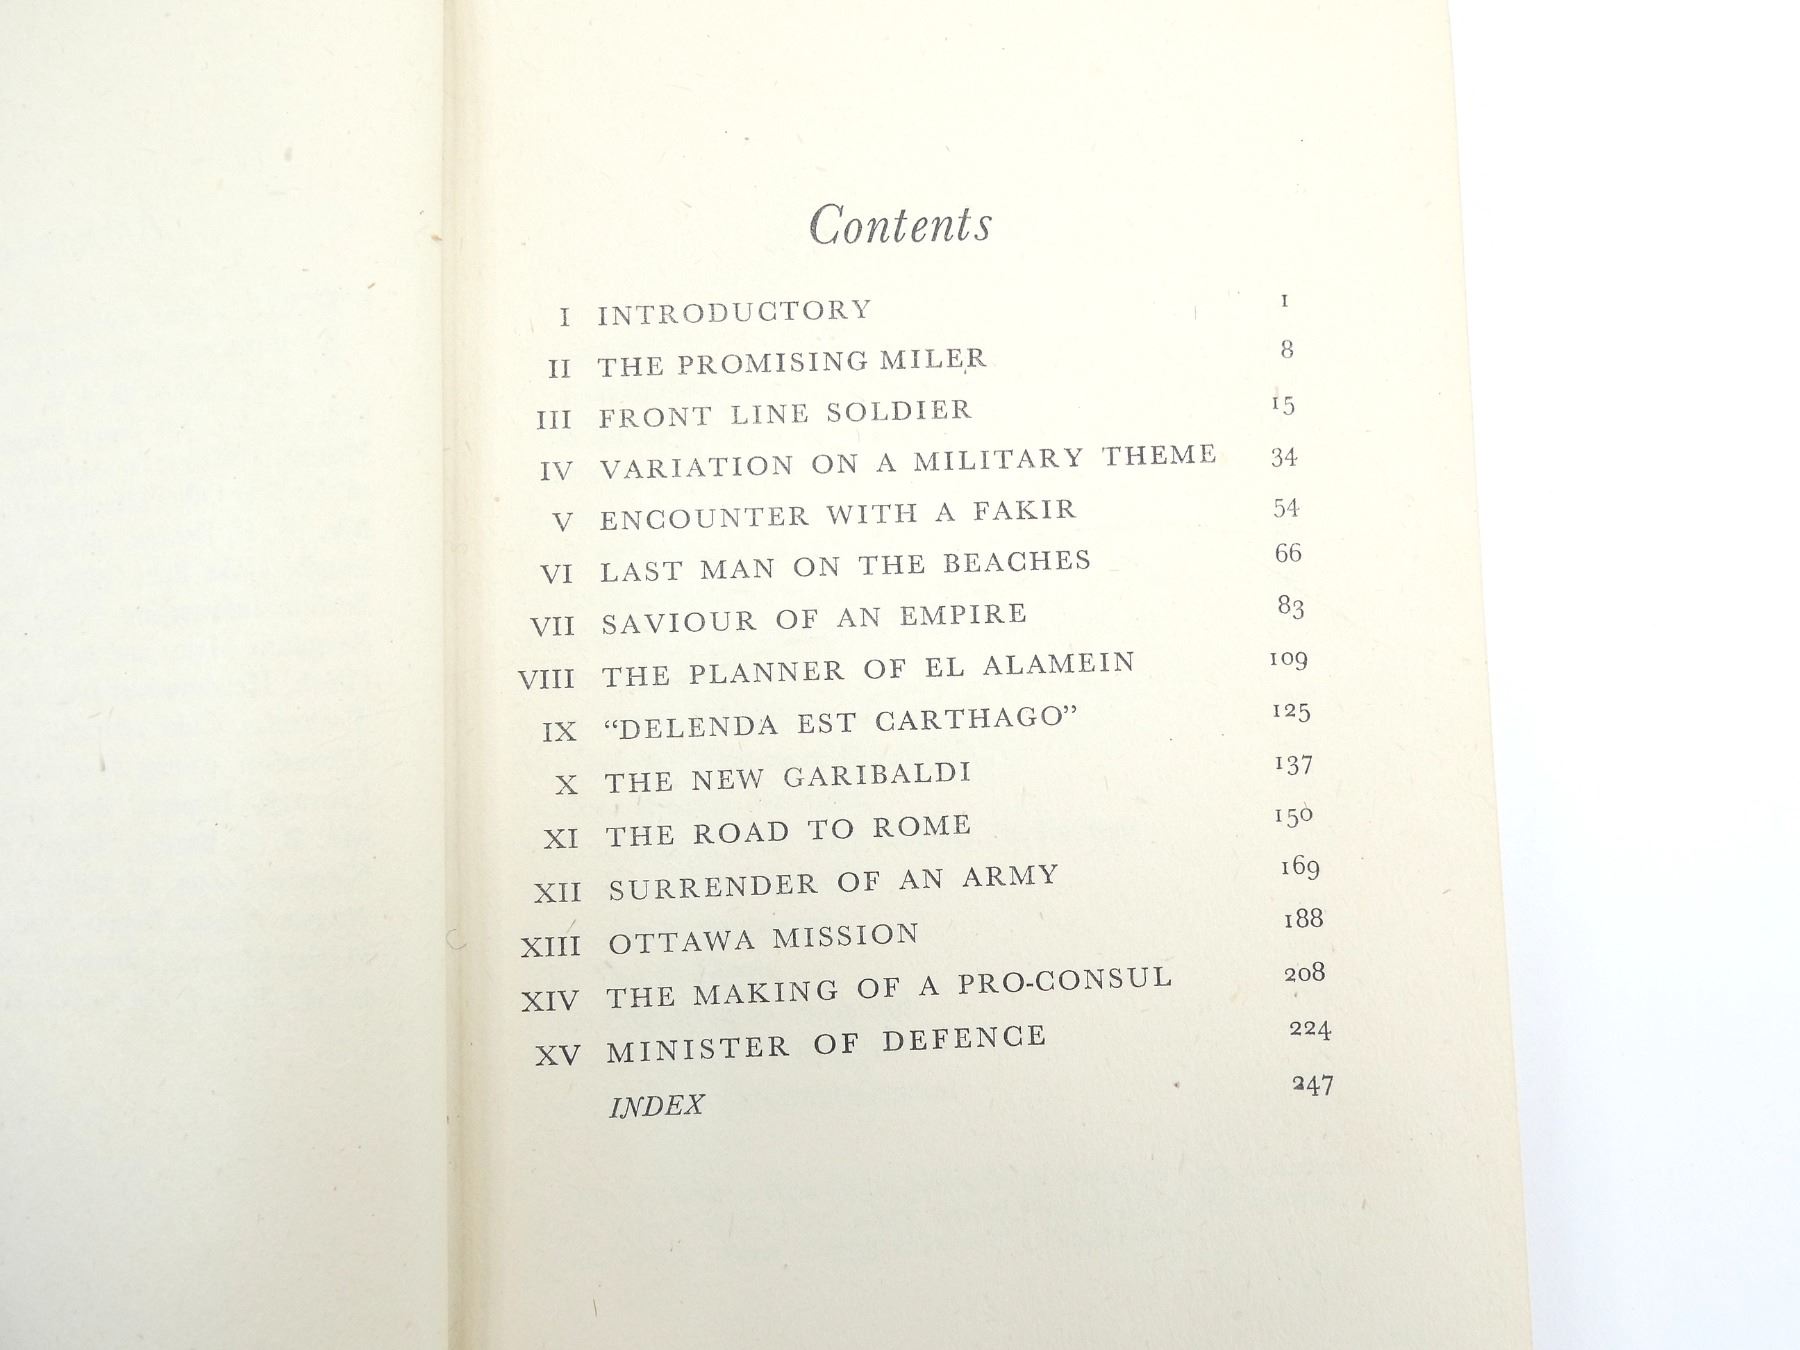 Contents
I INTRODUCTORY 1
II THE PROMISING MILER 8
III FRONT LINE SOLDIER 15
IV VARIATION ON A MILITARY THEME 34
V ENCOUNTER WITH A FAKIR 54
VI LAST MAN ON THE BEACHES 66
VII SAVIOUR OF AN EMPIRE 83
VIII THE PLANNER OF EL ALAMEIN 109
IX “DELENDA EST CARTHAGO” 125
X THE NEW GARIBALDI 137
XI THE ROAD TO ROME 150
XII SURRENDER OF AN ARMY 169
XIII OTTAWA MISSION 188
XIV THE MAKING OF A PRO-CONSUL 208
XV MINISTER OF DEFENCE 224
INDEX 247